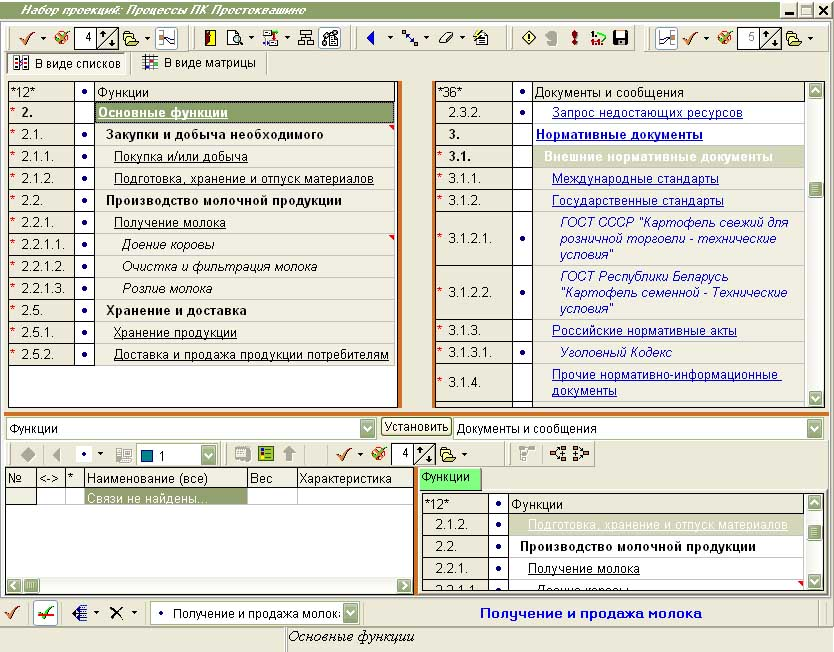 Набор проекций: Процессы ПК Простоквашино
4
5
В виде списков
В виде матрицы
*12* • Функции
* 2. Основные функции
* 2.1. • Закупки и добыча необходимого
* 2.1.1. • Покупка и/или добыча
* 2.1.2. • Подготовка, хранение и отпуск материалов
* 2.2. • Производство молочной продукции
* 2.2.1. • Получение молока
* 2.2.1.1. • Доение коровы
* 2.2.1.2. • Очистка и фильтрация молока
* 2.2.1.3. • Розлив молока
* 2.5. • Хранение и доставка
* 2.5.1. • Хранение продукции
* 2.5.2. • Доставка и продажа продукции потребителям
*36* • Документы и сообщения
2.3.2. • Запрос недостающих ресурсов
3. Нормативные документы
* 3.1. Внешние нормативные документы
* 3.1.1. Международные стандарты
* 3.1.2. Государственные стандарты
* 3.1.2.1. • ГОСТ СССР "Картофель свежий для
розничной торговли - технические
условия"
* 3.1.2.2. • ГОСТ Республики Беларусь
"Картофель семенной - Технические
условия"
* 3.1.3. Российские нормативные акты
* 3.1.3.1. • Уголовный Кодекс
* 3.1.4. Прочие нормативно-информационные
документы
Функции
Установить
Документы и сообщения
1
4
№ <-> * Наименование (все) Вес Характеристика
Связи не найдены...
Функции
*12* • Функции
2.1.2. • Подготовка, хранение и отпуск материалов
2.2. • Производство молочной продукции
2.2.1. • Получение молока
2.2.1.1 Доение коровы
• Получение и продажа молок
Получение и продажа молока
Основные функции